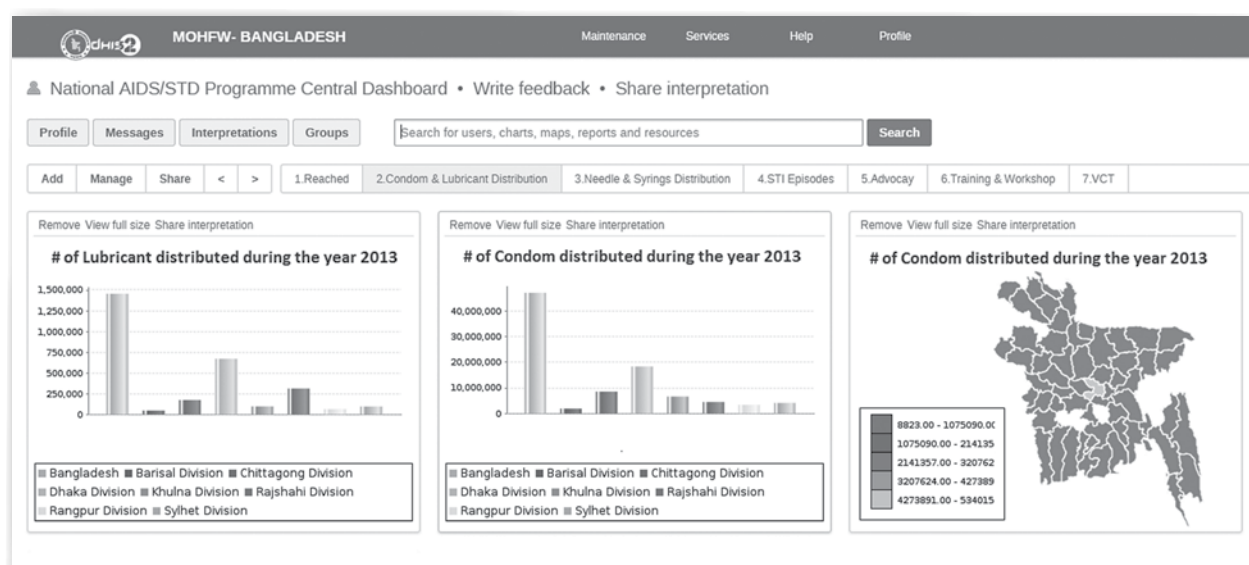 DHIS2 MOHFW- BANGLADESH Maintenance Services Help Profile
National AIDS/STD Programme Central Dashboard • Write feedback • Share interpretation
Profile Messages Interpretations Groups Search for users, charts, maps, reports and resources Search
Add Manage Share < > 1.Reached 2.Condom & Lubricant Distribution 3.Needle & Syrings Distribution 4.STI Episodes 5.Advocay 6.Training & Workshop 7.VCT
Remove View full size Share interpretation
# of Lubricant distributed during the year 2013
1,500,000
1,250,000
1,000,000
750,000
500,000
250,000
0
Bangladesh Barisal Division Chittagong Division
Dhaka Division Khulna Division Rajshahi Division
Rangpur Division Sylhet Division
Remove View full size Share interpretation
# of Condom distributed during the year 2013
40,000,000
30,000,000
20,000,000
10,000,000
0
Bangladesh Barisal Division Chittagong Division
Dhaka Division Khulna Division Rajshahi Division
Rangpur Division Sylhet Division
Remove View full size Share interpretation
# of Condom distributed during the year 2013
8823.00 - 1075090.0(
1075090.00 - 214135
2141357.00 - 320762
3207624.00 - 427389
4273891.00 - 534015